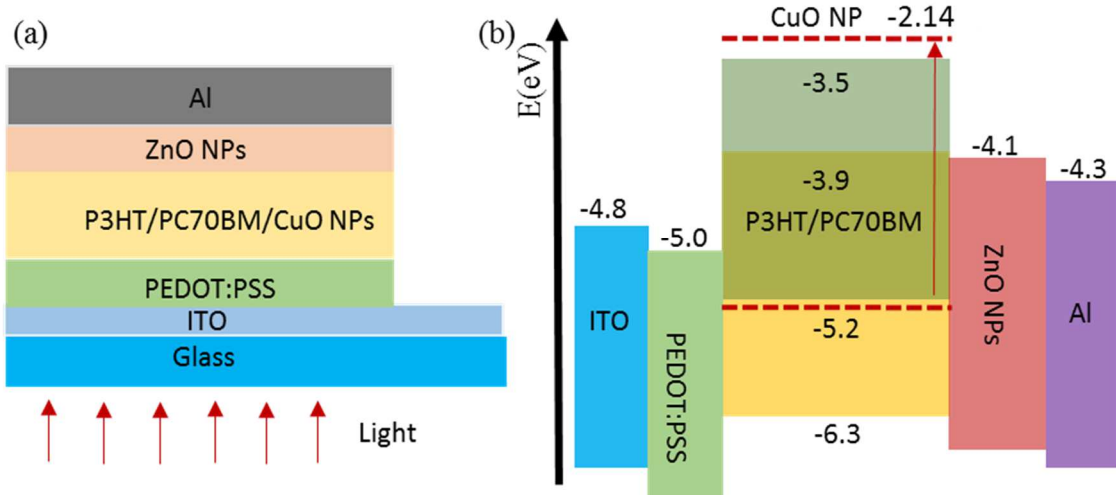 (a)
Al
ZnO NPs
P3HT/PC70BM/CuO NPs
PEDOT:PSS
ITO
Glass
Light
(b)
E(eV)
CuO NP -2.14
-3.5
-3.9
P3HT/PC70BM
-5.2
-6.3
-4.8
ITO
-5.0
PEDOT:PSS
-4.1
ZnO NPs
-4.3
Al